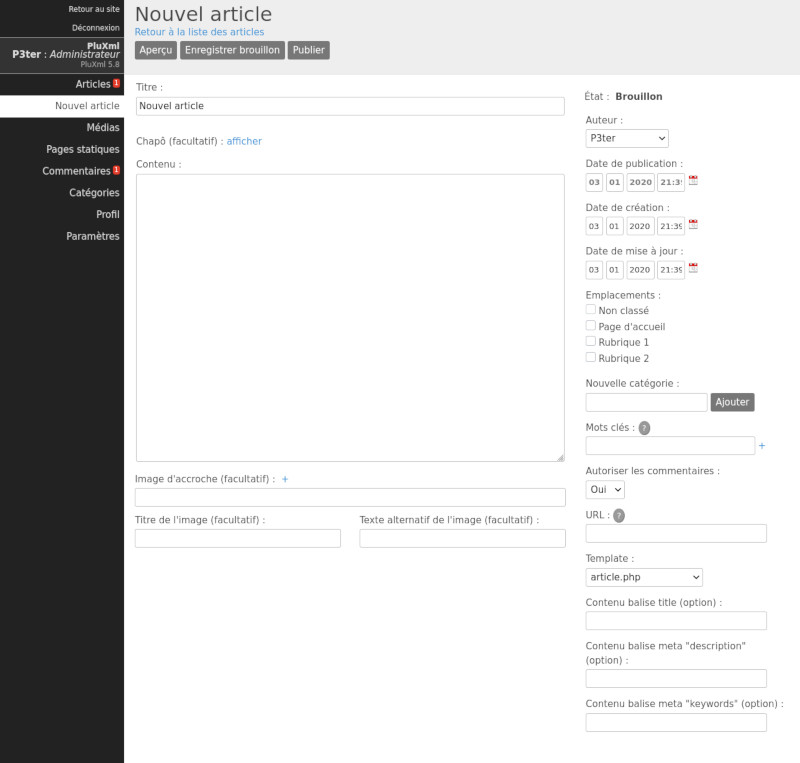 Retour au site
Déconnexion
PluXml
P3ter : Administrateur
PluXml 5.8
Articles 1
Nouvel article
Médias
Pages statiques
Commentaires 1
Catégories
Profil
Paramètres
Nouvel article
Retour à la liste des articles
Aperçu Enregistrer brouillon Publier
Titre :
Nouvel article
Chapô (facultatif) : afficher
Contenu :
Image d'accroche (facultatif) : +
Titre de l'image (facultatif) :
Texte alternatif de l'image (facultatif) :
État : Brouillon
Auteur :
P3ter
Date de publication :
03 01 2020 21:39
Date de création :
03 01 2020 21:39
Date de mise à jour :
03 01 2020 21:39
Emplacements :
Non classé
Page d'accueil
Rubrique 1
Rubrique 2
Nouvelle catégorie :
Ajouter
Mots clés : ?
+
Autoriser les commentaires :
Oui
URL : ?
Template :
article.php
Contenu balise title (option) :
Contenu balise meta "description"
(option) :
Contenu balise meta "keywords" (option) :